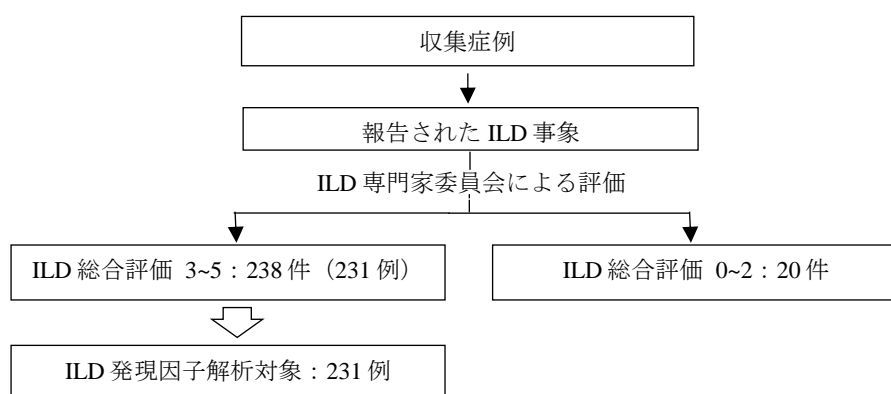 収集症例
報告された ILD 事象
ILD 専門家委員会による評価
ILD 総合評価 3~5：238 件（231 例）
ILD 総合評価 0~2：20 件
ILD 発現因子解析対象：231 例